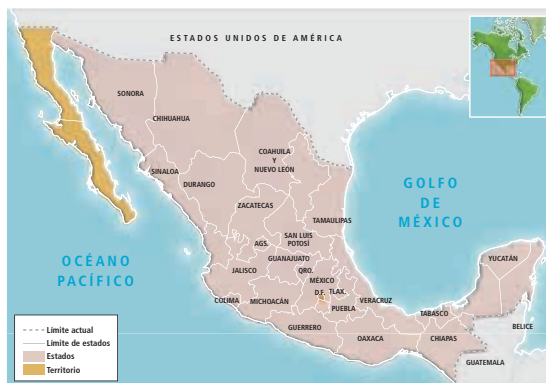 ESTADOS UNIDOS DE AMÉRICA
SONORA
CHIHUAHUA
COAHUILA
Y
NUEVO LEÓN
SINALOA
DURANGO
GOLFO
DE
MÉXICO
ZACATECAS
TAMAULIPAS
SAN LUIS
POTOSÍ
AGS.
YUCATÁN
OCÉANO
PACÍFICO
GUANAJUATO
JALISCO
QRO.
MÉXICO
D.F.
TLAX.
COLIMA
MICHOACÁN
PUEBLA
VERACRUZ
TABASCO
GUERRERO
BELICE
OAXACA
CHIAPAS
GUATEMALA
Límite actual
Límite de estados
Estados
Territorio